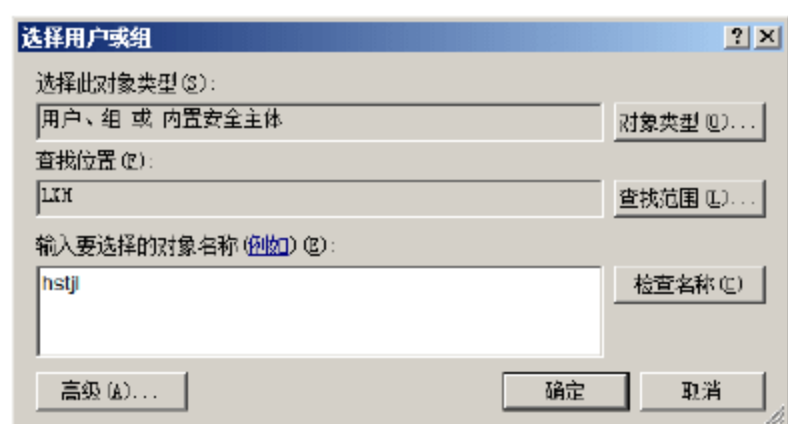 选择用户或组
选择此对象类型(S):
用户、组 或 内置安全主体
对象类型(O)...
查找位置(F):
LXH
查找范围(L)...
输入要选择的对象名称(例如)(E):
hstjl
检查名称(C)
高级(A)...
确定
取消